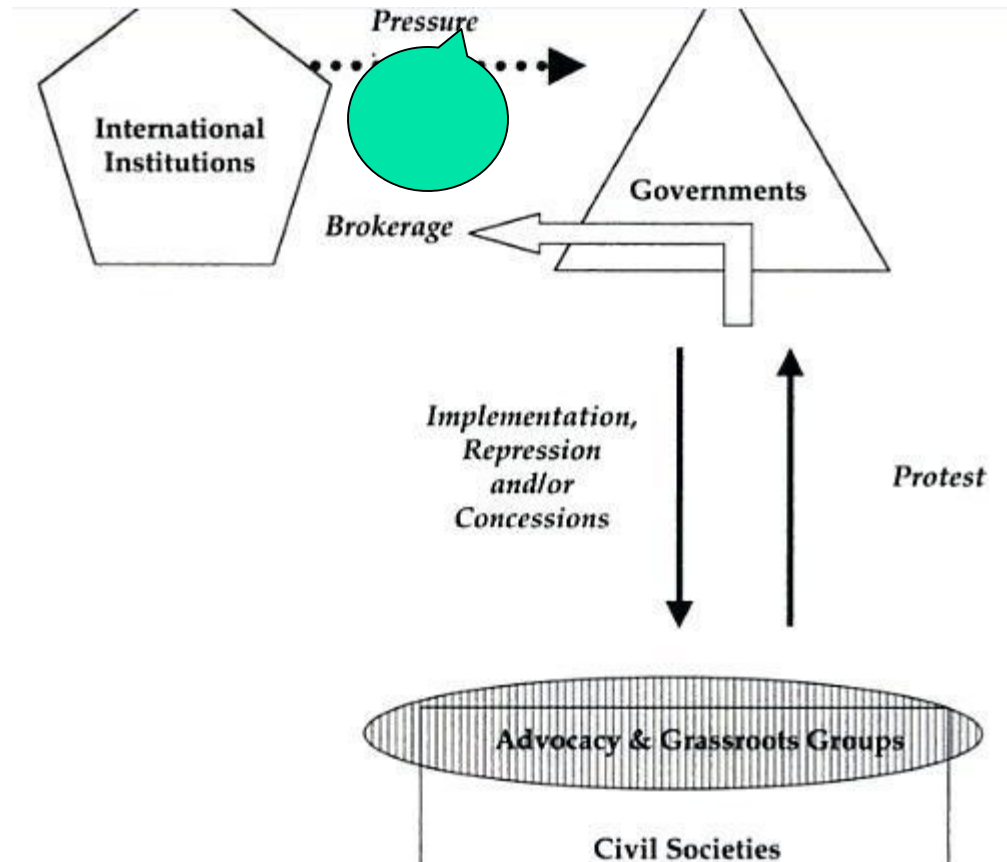 Pressure
International
Institutions
Governments
Brokerage
Implementation,
Repression
and/or
Concessions
Protest
Advocacy & Grassroots Groups
Civil Societies